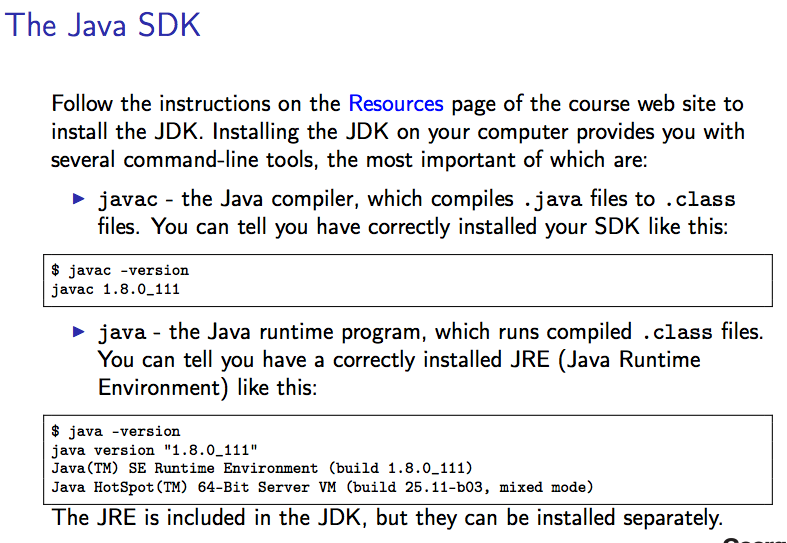 The Java SDK
Follow the instructions on the Resources page of the course web site to
install the JDK. Installing the JDK on your computer provides you with
several command-line tools, the most important of which are:
▶ javac - the Java compiler, which compiles .java files to .class
files. You can tell you have correctly installed your SDK like this:
$ javac -version
javac 1.8.0_111
▶ java - the Java runtime program, which runs compiled .class files.
You can tell you have a correctly installed JRE (Java Runtime
Environment) like this:
$ java -version
java version "1.8.0_111"
Java(TM) SE Runtime Environment (build 1.8.0_111)
Java HotSpot(TM) 64-Bit Server VM (build 25.11-b03, mixed mode)
The JRE is included in the JDK, but they can be installed separately.